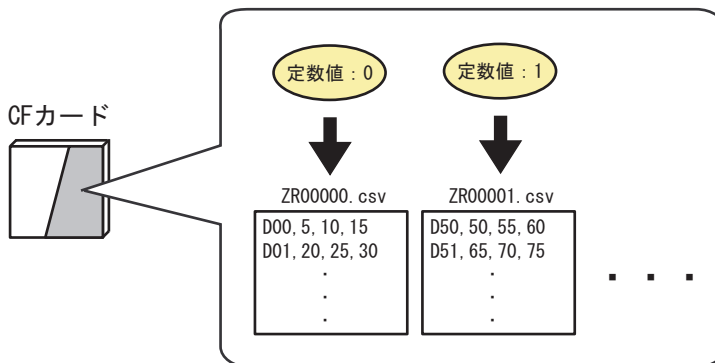 CFカード
定数値：0
定数値：1
ZR00000.csv
ZR00001.csv
D00, 5, 10, 15
D01, 20, 25, 30
D50, 50, 55, 60
D51, 65, 70, 75